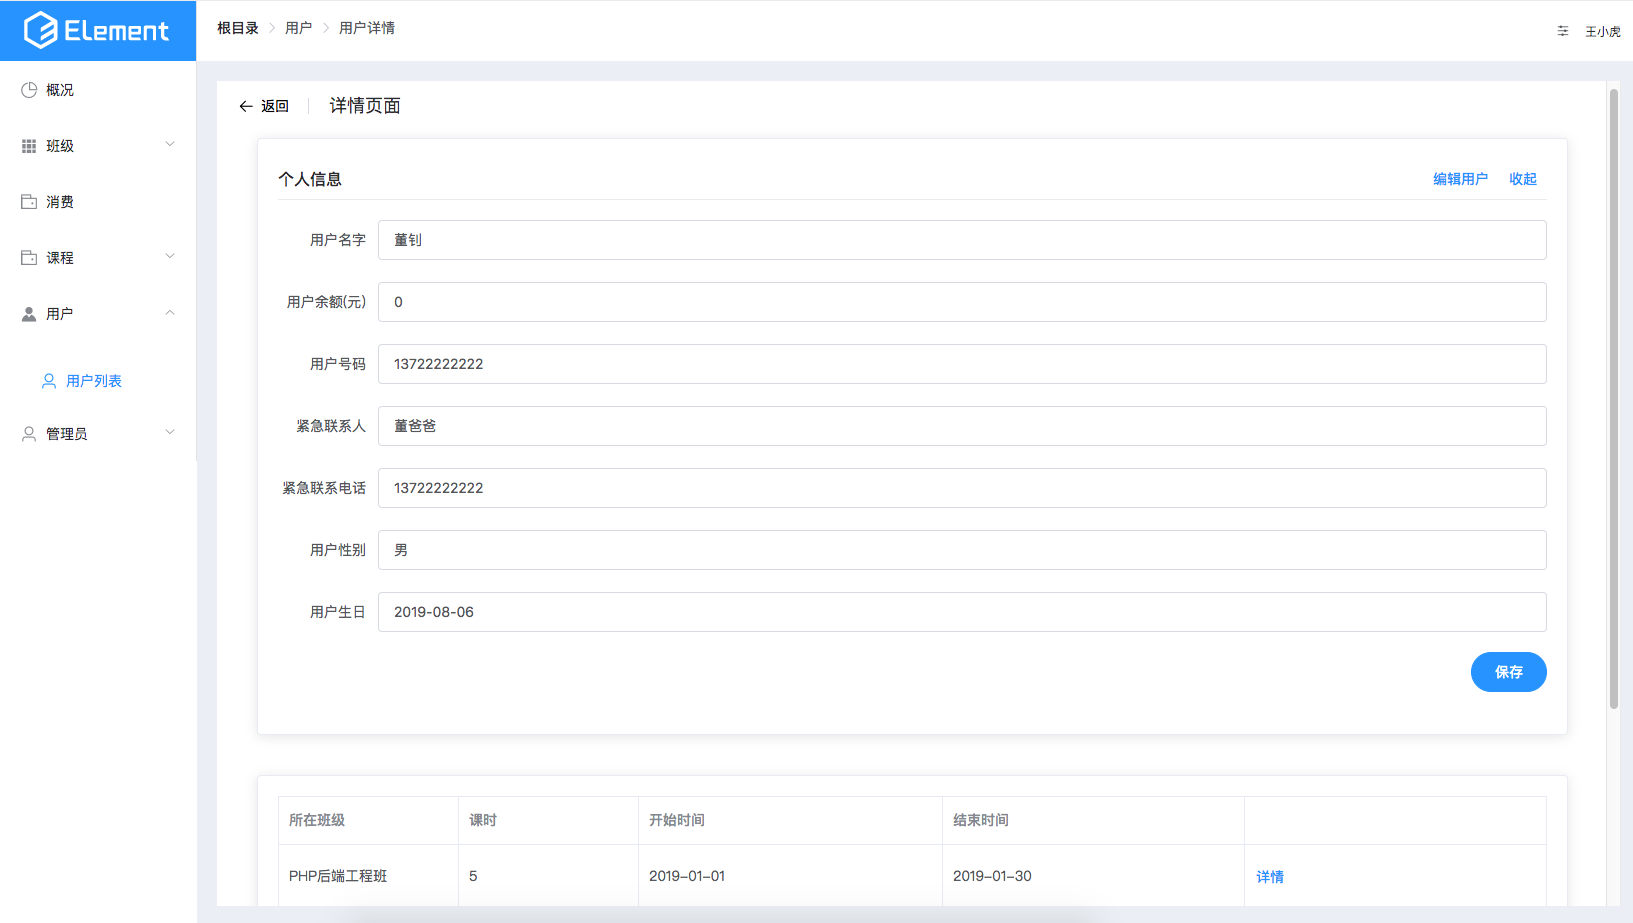 Element
根目录 > 用户 > 用户详情
王小虎
概况
班级
消费
课程
用户
用户列表
管理员
返回
详情页面
个人信息
编辑用户 收起
用户名字 董钊
用户余额(元) 0
用户号码 13722222222
紧急联系人 董爸爸
紧急联系电话 13722222222
用户性别 男
用户生日 2019-08-06
保存
所在班级 课时 开始时间 结束时间
PHP后端工程班 5 2019-01-01 2019-01-30 详情